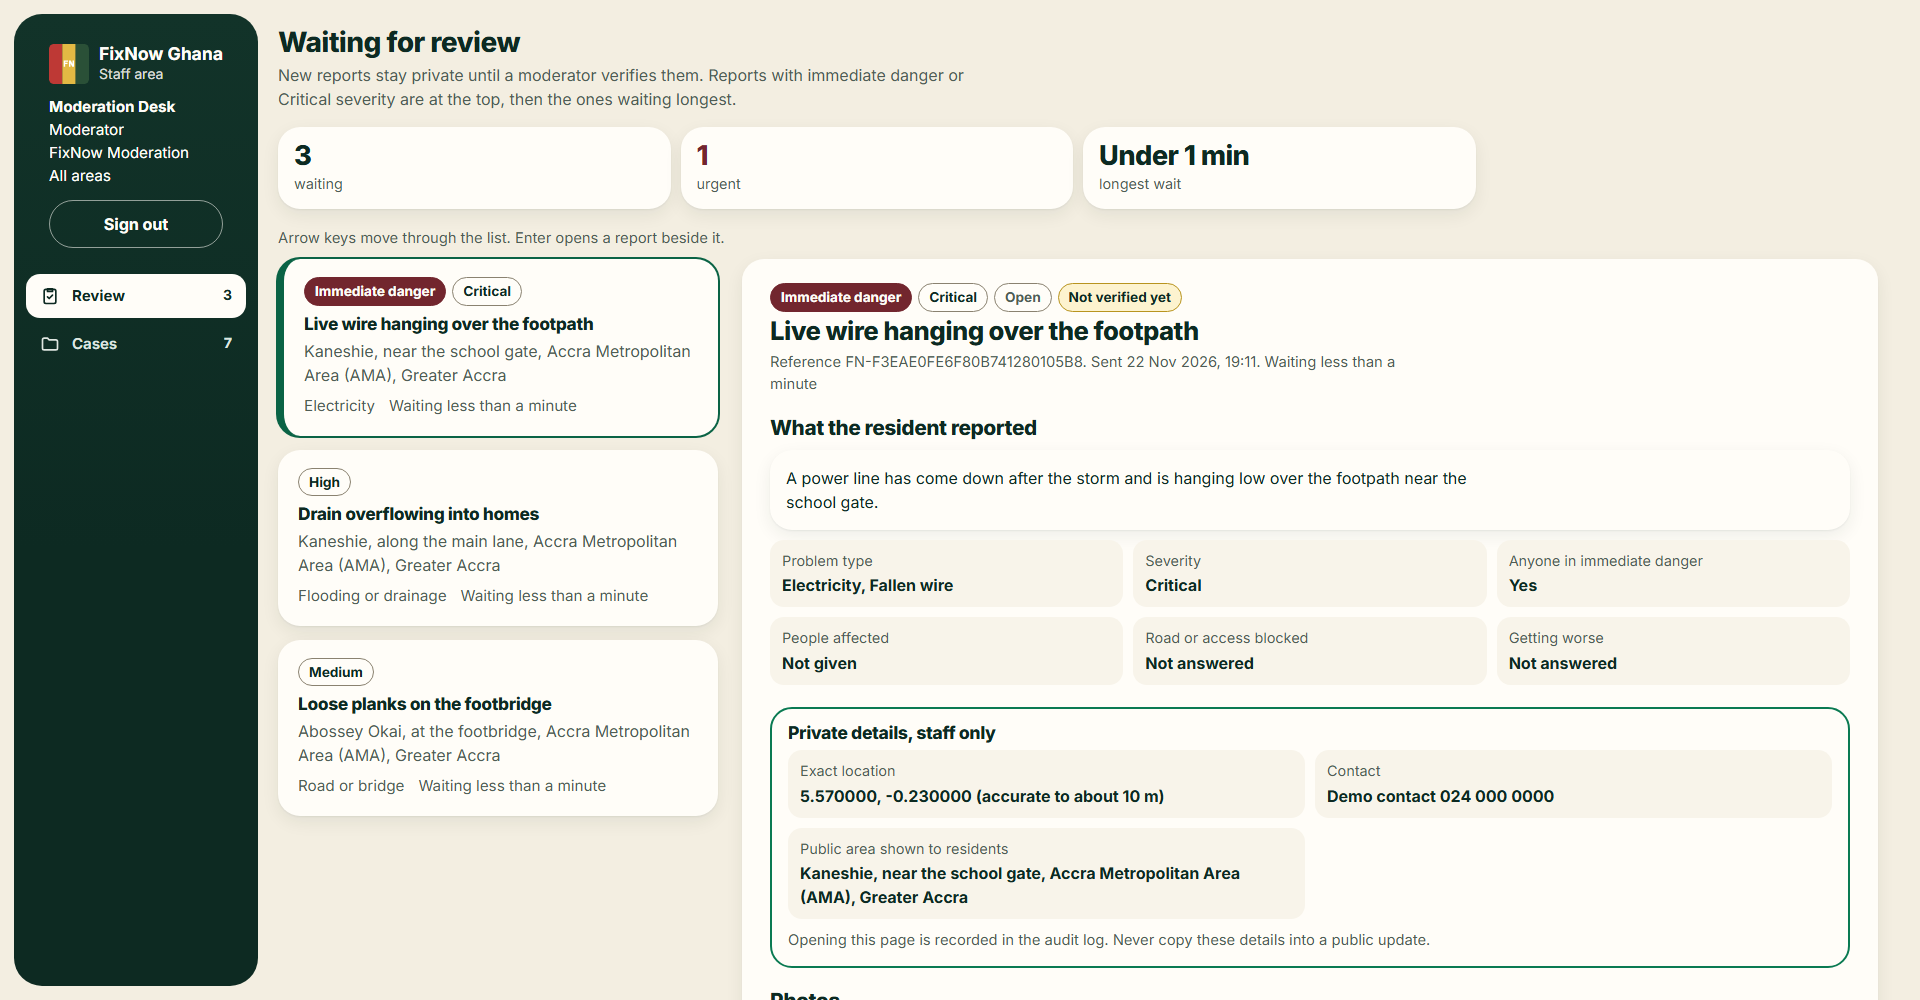 FN
FixNow Ghana
Staff area
Moderation Desk
Moderator
FixNow Moderation
All areas
Sign out
Review 3
Cases 7
Waiting for review
New reports stay private until a moderator verifies them. Reports with immediate danger or
Critical severity are at the top, then the ones waiting longest.
3
waiting
1
urgent
Under 1 min
longest wait
Arrow keys move through the list. Enter opens a report beside it.
Immediate danger Critical
Live wire hanging over the footpath
Kaneshie, near the school gate, Accra Metropolitan
Area (AMA), Greater Accra
Electricity Waiting less than a minute
High
Drain overflowing into homes
Kaneshie, along the main lane, Accra Metropolitan
Area (AMA), Greater Accra
Flooding or drainage Waiting less than a minute
Medium
Loose planks on the footbridge
Abossey Okai, at the footbridge, Accra Metropolitan
Area (AMA), Greater Accra
Road or bridge Waiting less than a minute
Immediate danger Critical Open Not verified yet
Live wire hanging over the footpath
Reference FN-F3EAE0FE6F80B741280105B8. Sent 22 Nov 2026, 19:11. Waiting less than a
minute
What the resident reported
A power line has come down after the storm and is hanging low over the footpath near the
school gate.
Problem type
Electricity, Fallen wire
Severity
Critical
Anyone in immediate danger
Yes
People affected
Not given
Road or access blocked
Not answered
Getting worse
Not answered
Private details, staff only
Exact location
5.570000, -0.230000 (accurate to about 10 m)
Contact
Demo contact 024 000 0000
Public area shown to residents
Kaneshie, near the school gate, Accra Metropolitan Area
(AMA), Greater Accra
Opening this page is recorded in the audit log. Never copy these details into a public update.
Photos